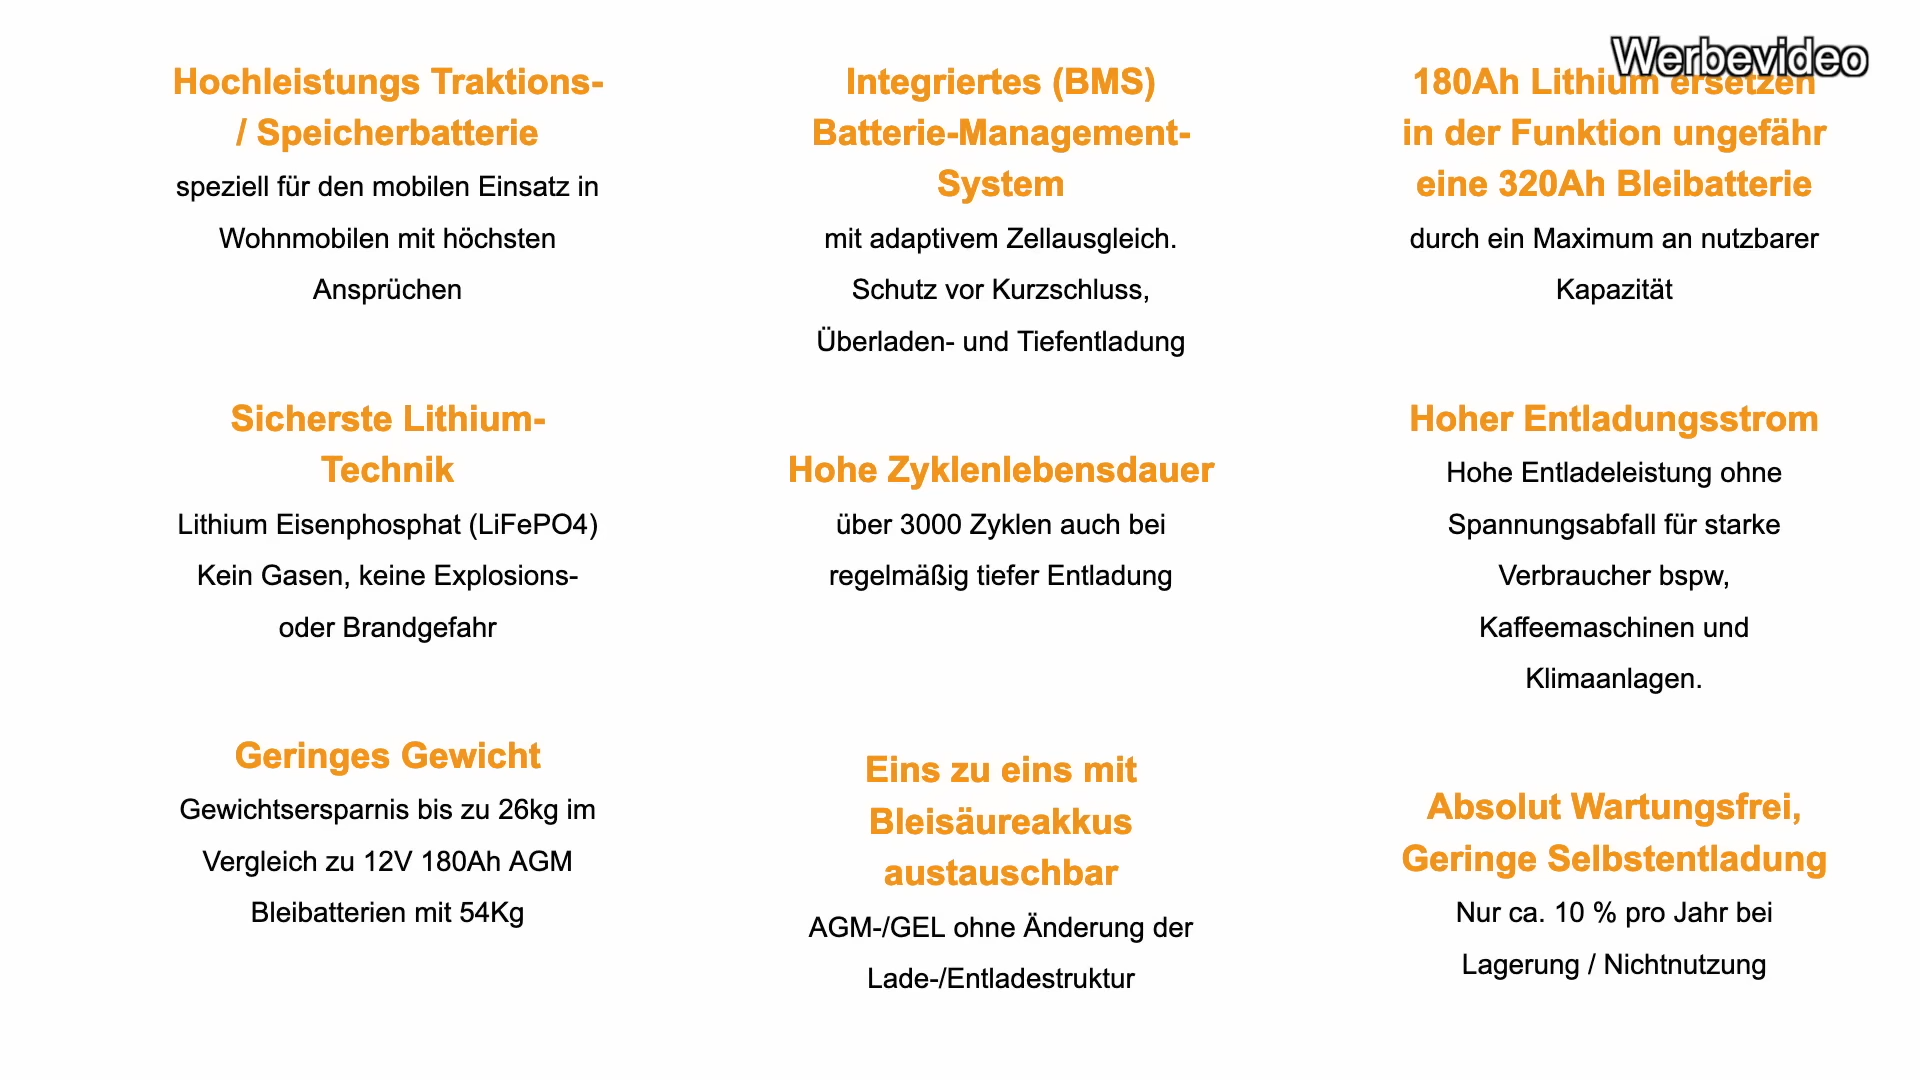 Werbevideo
Hochleistungs Traktions-
/ Speicherbatterie
speziell für den mobilen Einsatz in
Wohnmobilen mit höchsten
Ansprüchen
Integriertes (BMS)
Batterie-Management-
System
mit adaptivem Zellausgleich.
Schutz vor Kurzschluss,
Überladen- und Tiefentladung
180Ah Lithium ersetzen
in der Funktion ungefähr
eine 320Ah Bleibatterie
durch ein Maximum an nutzbarer
Kapazität
Sicherste Lithium-
Technik
Lithium Eisenphosphat (LiFePO4)
Kein Gasen, keine Explosions-
oder Brandgefahr
Hohe Zyklenlebensdauer
über 3000 Zyklen auch bei
regelmäßig tiefer Entladung
Hoher Entladungsstrom
Hohe Entladeleistung ohne
Spannungsabfall für starke
Verbraucher bspw,
Kaffeemaschinen und
Klimaanlagen.
Geringes Gewicht
Gewichtsersparnis bis zu 26kg im
Vergleich zu 12V 180Ah AGM
Bleibatterien mit 54Kg
Eins zu eins mit
Bleisäureakkus
austauschbar
AGM-/GEL ohne Änderung der
Lade-/Entladestruktur
Absolut Wartungsfrei,
Geringe Selbstentladung
Nur ca. 10 % pro Jahr bei
Lagerung / Nichtnutzung